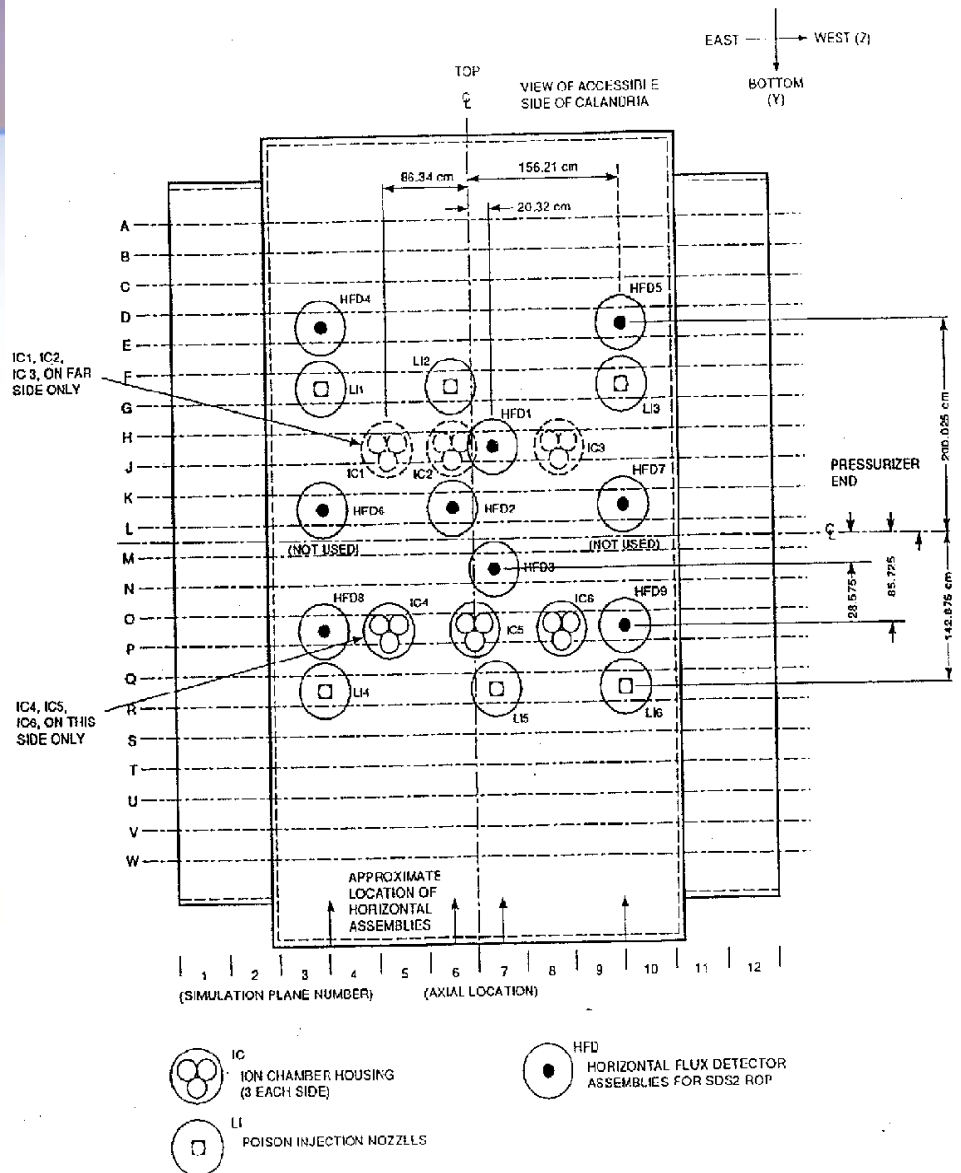 EAST
WEST (Z)
BOTTOM
(Y)
TOP
VIEW OF ACCESSIBLE
SIDE OF CALANDRIA
86.34 cm
156.21 cm
20.32 cm
A
B
C
HFD4
HFD5
D
E
IC1, IC2,
IC 3, ON FAR
SIDE ONLY
F
LI2
LI1
LI3
G
HFD1
H
IC3
IC1
IC2
J
HFD7
200.025 cm
PRESSURIZER
END
K
HFD6
HFD2
L
(NOT USED)
(NOT USED)
M
HFD3
N
28.575
85.725
142.875 cm
HFD8
IC4
IC6
HFD9
O
IC5
P
Q
LI4
LI5
LI6
R
IC4, IC5,
IC6, ON THIS
SIDE ONLY
S
T
U
V
W
APPROXIMATE
LOCATION OF
HORIZONTAL
ASSEMBLIES
1 2 3 4 5 6 7 8 9 10 11 12
(SIMULATION PLANE NUMBER)
(AXIAL LOCATION)
IC
ION CHAMBER HOUSING
(3 EACH SIDE)
HFD
HORIZONTAL FLUX DETECTOR
ASSEMBLIES FOR SDS2 ROP
LI
POISON INJECTION NOZZLES